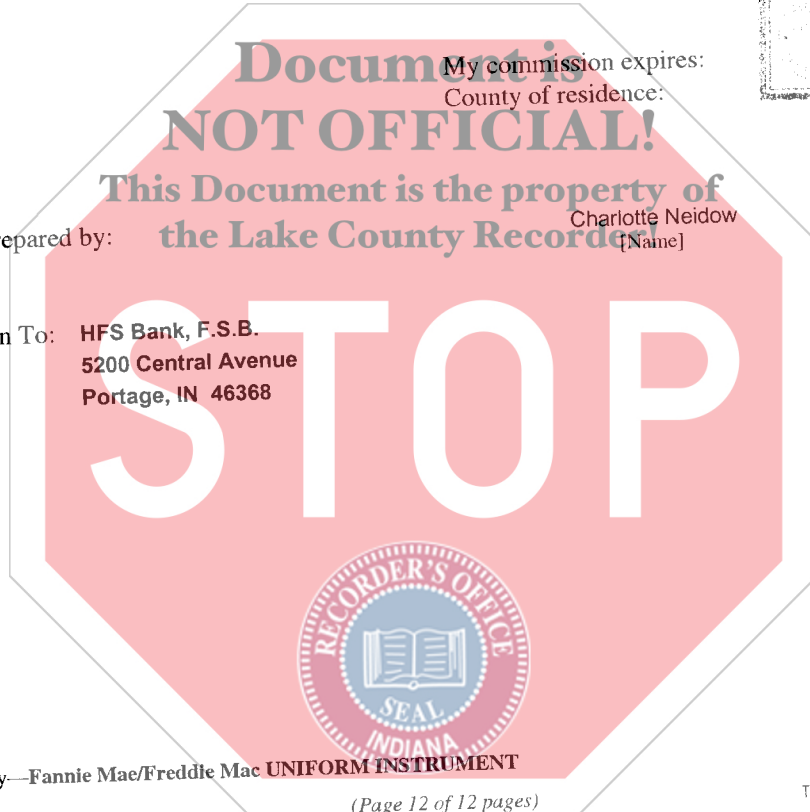 Document is
My commission expires:
County of residence:
NOT OFFICIAL!
This Document is the property of
Charlotte Neidow
epared by:
the Lake County Recorder!
[Name]
n To: HFS Bank, F.S.B.
5200 Central Avenue
Portage, IN 46368
STOP
RECORDER'S OFFICE
SEAL
INDIANA
y—Fannie Mae/Freddie Mac UNIFORM INSTRUMENT
(Page 12 of 12 pages)